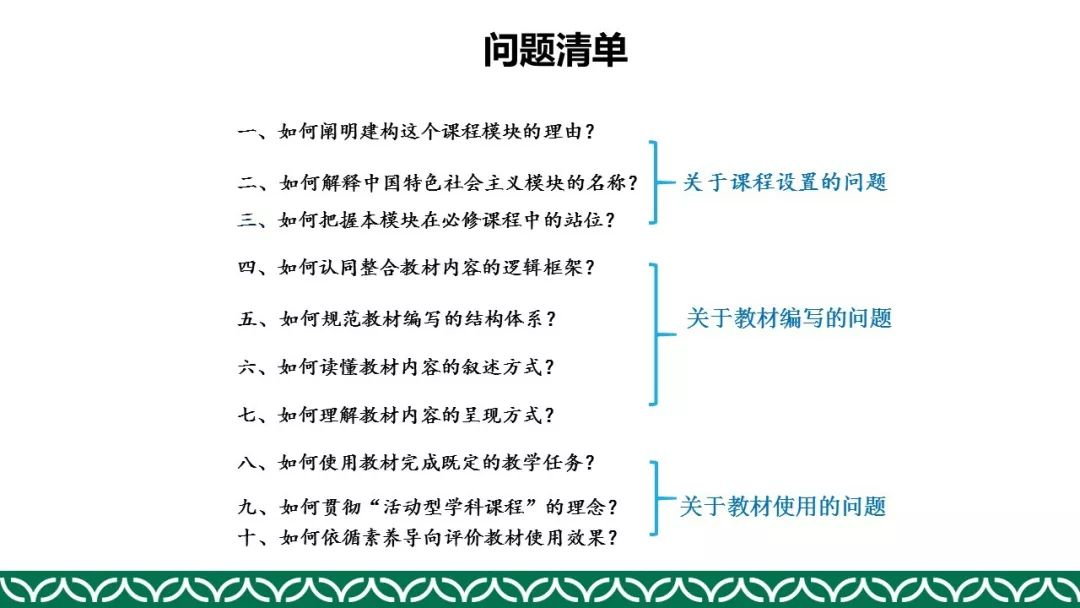 问题清单
一、如何阐明建构这个课程模块的理由？
二、如何解释中国特色社会主义模块的名称？
三、如何把握本模块在必修课程中的站位？
关于课程设置的问题
四、如何认同整合教材内容的逻辑框架？
五、如何规范教材编写的结构体系？
六、如何读懂教材内容的叙述方式？
七、如何理解教材内容的呈现方式？
关于教材编写的问题
八、如何使用教材完成既定的教学任务？
九、如何贯彻“活动型学科课程”的理念？
十、如何依循素养导向评价教材使用效果？
关于教材使用的问题